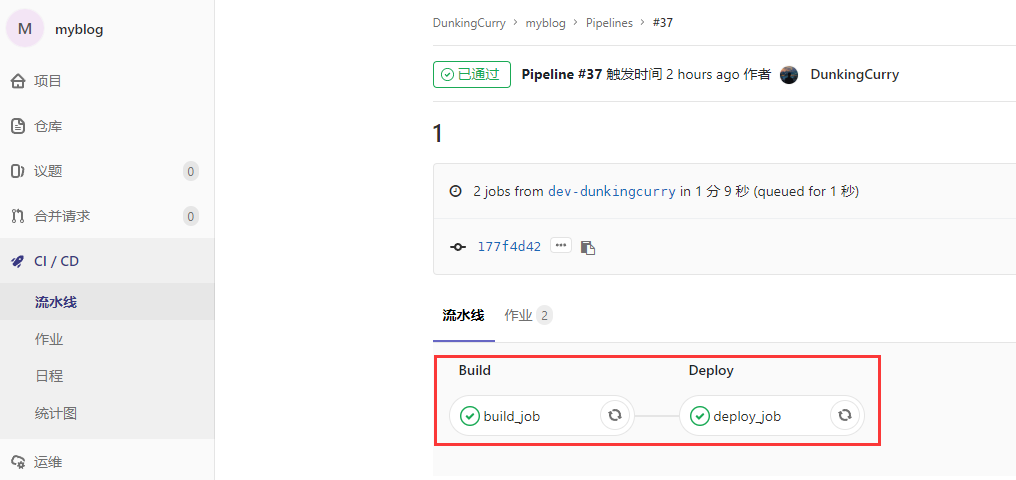 M myblog
项目
仓库
议题 0
合并请求 0
CI / CD
流水线
作业
日程
统计图
运维
DunkingCurry > myblog > Pipelines > #37
已通过 Pipeline #37 触发时间 2 hours ago 作者 DunkingCurry
1
2 jobs from dev-dunkingcurry in 1 分 9 秒 (queued for 1 秒)
177f4d42 ...
流水线 作业 2
Build Deploy
build_job deploy_job